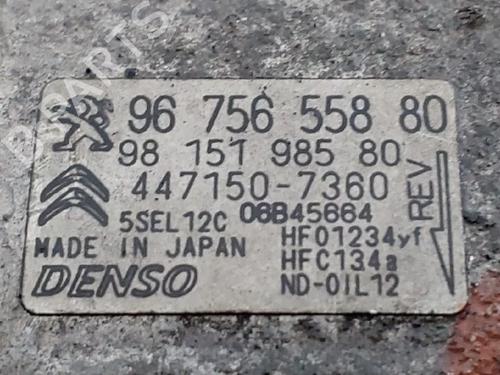 96 756 558 80
98 151 985 80
447150-7360
5SEL12C 06B45664
MADE IN JAPAN
DENSO
HFO1234yf
HFC134a
ND-OIL12
REV